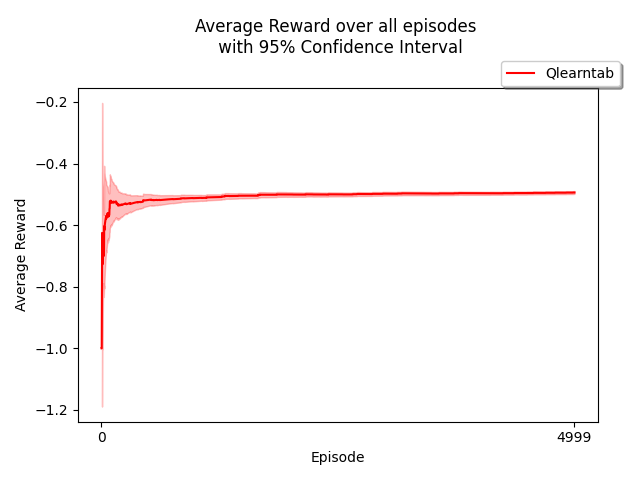 Average Reward over all episodes
with 95% Confidence Interval
Qlearntab
−0.2
−0.4
−0.6
−0.8
−1.0
−1.2
Average Reward
0
4999
Episode